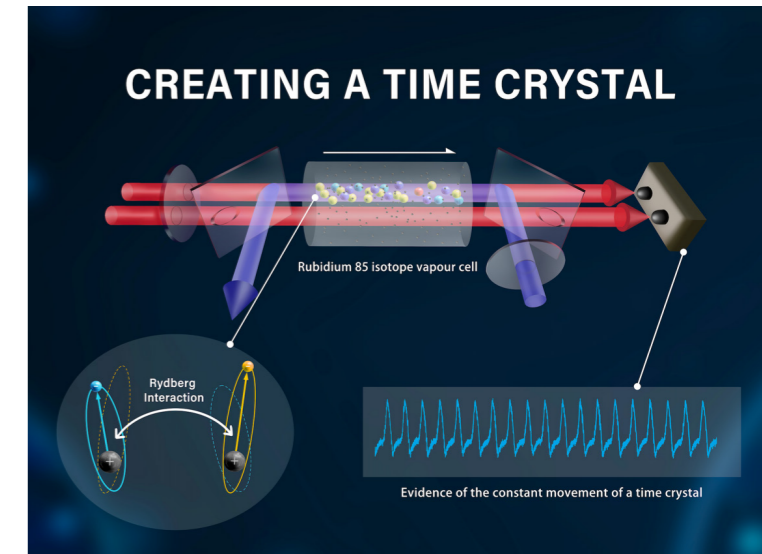 CREATING A TIME CRYSTAL
Rubidium 85 isotope vapour cell
Rydberg
Interaction
Evidence of the constant movement of a time crystal